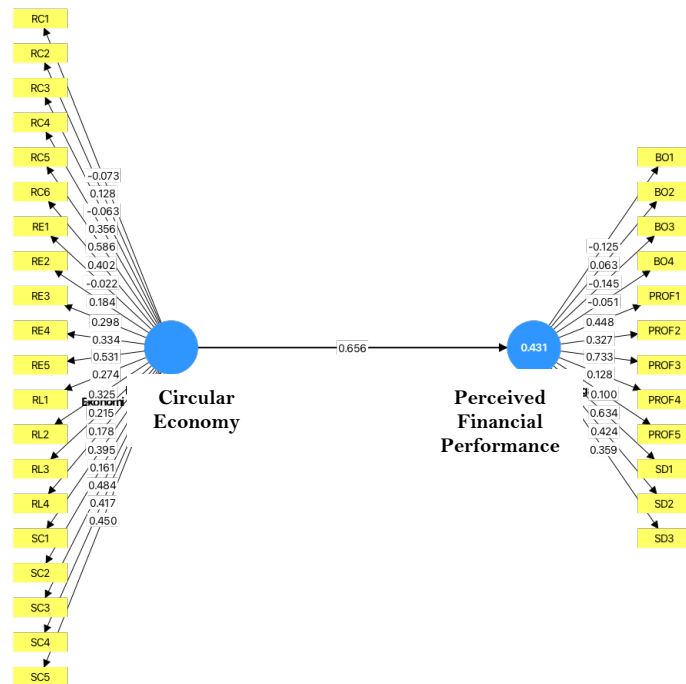 RC1
RC2
RC3
RC4
RC5
RC6
RE1
RE2
RE3
RE4
RE5
RL1
RL2
RL3
RL4
SC1
SC2
SC3
SC4
SC5
-0.073
0.128
-0.063
0.356
0.586
0.402
-0.022
0.184
0.298
0.334
0.531
0.274
0.325
0.215
0.178
0.395
0.161
0.484
0.417
0.450
Circular
Economy
0.656
0.431
Perceived
Financial
Performance
-0.125
0.063
-0.145
-0.051
0.448
0.327
0.733
0.128
0.100
0.634
0.424
0.359
BO1
BO2
BO3
BO4
PROF1
PROF2
PROF3
PROF4
PROF5
SD1
SD2
SD3